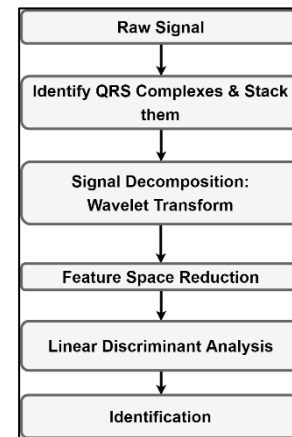 Raw Signal
Identify QRS Complexes & Stack
them
Signal Decomposition:
Wavelet Transform
Feature Space Reduction
Linear Discriminant Analysis
Identification